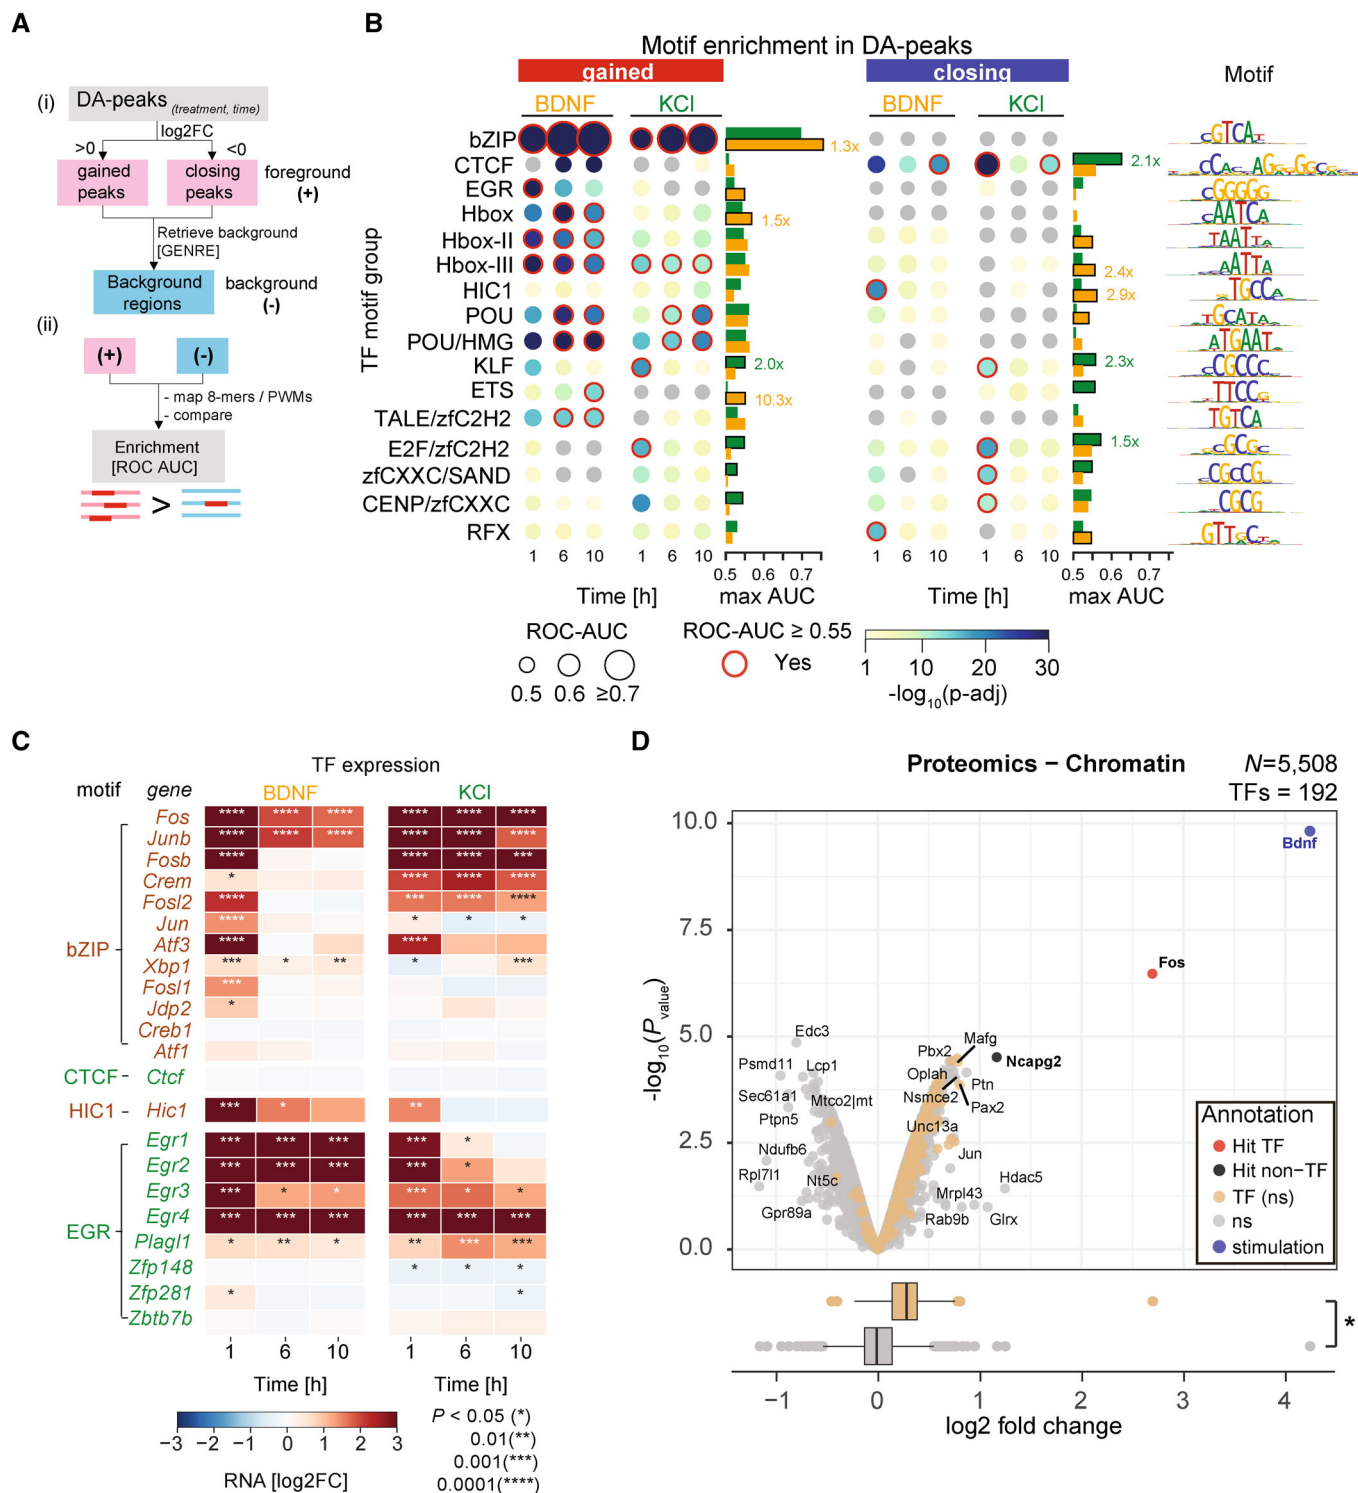 A
(i)
DA-peaks (treatment, time)
log2FC
>0
<0
gained peaks
closing peaks
foreground (+)
Retrieve background [GENRE]
Background regions
background (-)
(ii)
(+)
(-)
- map 8-mers / PWMs
- compare
Enrichment [ROC AUC]
>
B
Motif enrichment in DA-peaks
gained
closing
Motif
BDNF
KCl
BDNF
KCl
TF motif group
bZIP
1.3x
CTCF
2.1x
EGR
Hbox
1.5x
Hbox-II
Hbox-III
2.4x
HIC1
2.9x
POU
POU/HMG
KLF
2.0x
2.3x
ETS
10.3x
TALE/zfC2H2
E2F/zfC2H2
1.5x
zfCXXC/SAND
CENP/zfCXXC
RFX
1 6 10 1 6 10
0.5 0.6 0.7
1 6 10 1 6 10
0.5 0.6 0.7
Time [h]
max AUC
Time [h]
max AUC
ROC-AUC
0.5 0.6 ≥0.7
ROC-AUC ≥ 0.55
Yes
1 10 20 30
-log10(p-adj)
C
TF expression
motif
gene
BDNF
KCl
bZIP
Fos **** **** **** **** **** ****
Junb **** **** **** **** **** ****
Fosb **** **** **** ***
Crem * **** **** ****
Fosl2 **** *** **** ****
Jun **** * * *
Atf3 **** ****
Xbp1 *** * ** * ***
Fosl1 ***
Jdp2 *
Creb1
Atf1
CTCF
Ctcf
HIC1
Hic1 *** * **
EGR
Egr1 *** *** *** *** *
Egr2 *** *** *** *** *
Egr3 *** * * *** * *
Egr4 *** *** *** *** *** ***
Plagl1 * ** * ** *** ***
Zfp148 * * *
Zfp281 * *
Zbtb7b
1 6 10 1 6 10
Time [h]
Time [h]
−3 −2 −1 0 1 2 3
RNA [log2FC]
P < 0.05 (*)
0.01(**)
0.001(***)
0.0001(****)
D
Proteomics − Chromatin
N=5,508
TFs = 192
-log10(Pvalue)
10.0
7.5
5.0
2.5
0.0
Bdnf
Fos
Edc3
Mafg
Pbx2
Ncapg2
Psmd11
Lcp1
Oplah
Ptn
Sec61a1
Mtco2|mt
Nsmce2
Pax2
Ptpn5
Unc13a
Ndufb6
Jun
Rpl7l1
Nt5c
Hdac5
Mrpl43
Gpr89a
Rab9b
Glrx
Annotation
Hit TF
Hit non−TF
TF (ns)
ns
stimulation
*
−1 0 1 2 3 4
log2 fold change